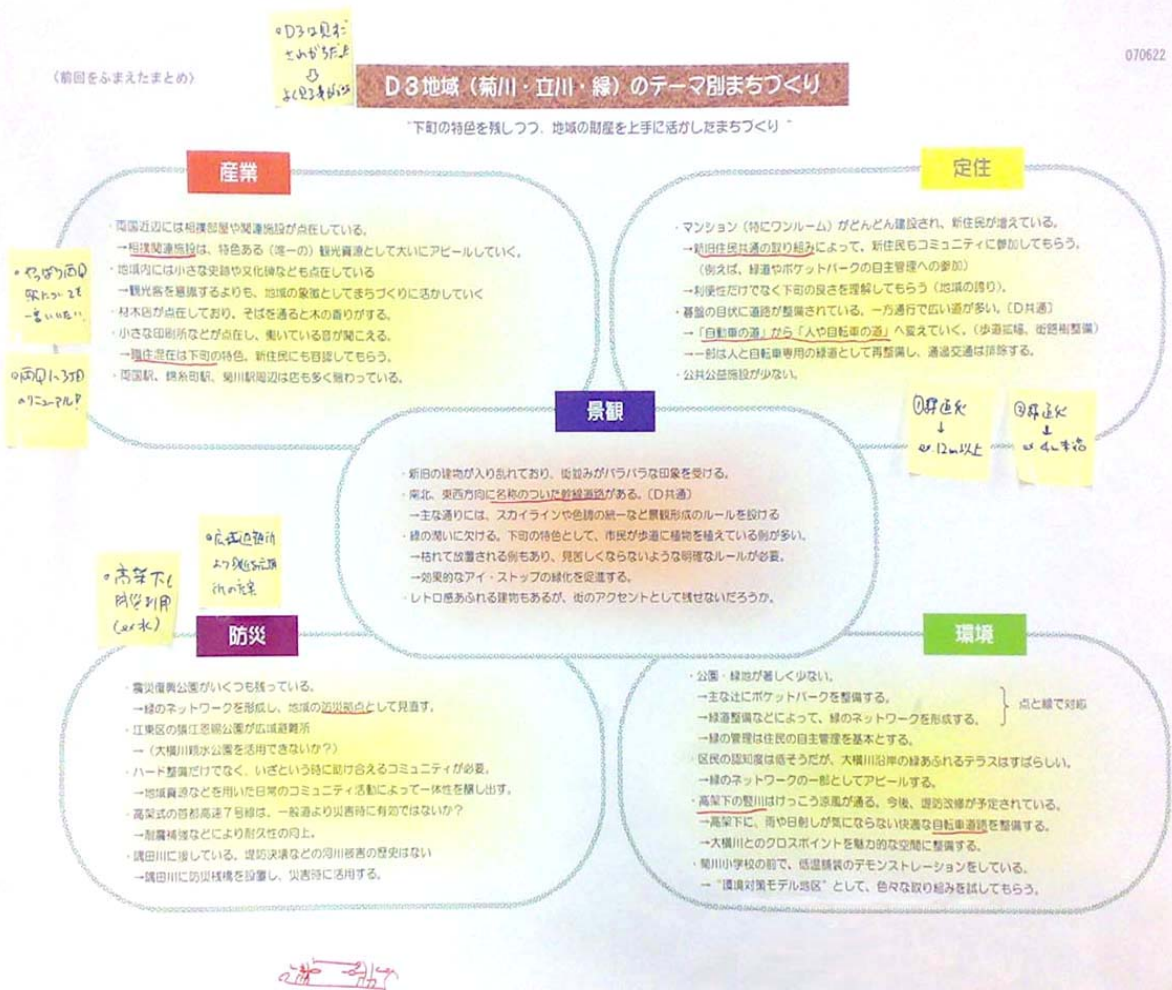 070622
〈前回をふまえたまとめ〉
D3地域（菊川・立川・緑）のテーマ別まちづくり
"下町の特色を残しつつ、地域の財産を上手に活かしたまちづくり"
産業
・両国近辺には相撲部屋や関連施設が点在している。
→相撲関連施設は、特色ある（唯一の）観光資源として大いにアピールしていく。
・地域内には小さな史跡や文化碑なども点在している
→観光客を意識するよりも、地域の象徴としてまちづくりに活かしていく
・材木店が点在しており、そばを通ると木の香りがする。
・小さな印刷所などが点在し、働いている音が聞こえる。
→職住混在は下町の特色、新住民にも容認してもらう。
・両国駅、錦糸町駅、菊川駅周辺は店も多く賑わっている。
定住
・マンション（特にワンルーム）がどんどん建設され、新住民が増えている。
→新旧住民共通の取り組みによって、新住民もコミュニティに参加してもらう。
（例えば、緑道やポケットパークの自主管理への参加）
→利便性だけでなく下町の良さを理解してもらう（地域の誇り）。
・碁盤の目状に道路が整備されている。一方通行で広い道が多い。［D共通］
→「自動車の道」から「人や自転車の道」へ変えていく。（歩道拡幅、街路樹整備）
→一部は人と自転車専用の緑道として再整備し、通過交通は排除する。
・公共公益施設が少ない。
①緑道化
↓
ex.12m以上
②緑道化
↓
ex 4m未満
景観
・新旧の建物が入り乱れており、街並みがバラバラな印象を受ける。
・南北、東西方向に名称のついた幹線道路がある。（D共通）
→主な通りには、スカイラインや色調の統一など景観形成のルールを設ける
・緑の潤いに欠ける。下町の特色として、市民が歩道に植物を植えている例が多い。
→枯れて放置される例もあり、見苦しくならないような明確なルールが必要。
→効果的なアイ・ストップの緑化を促進する。
・レトロ感あふれる建物もあるが、街のアクセントとして残せないだろうか。
・高架下も
防災利用
(ex水)
防災
・震災復興公園がいくつも残っている。
→緑のネットワークを形成し、地域の防災拠点として見直す。
・江東区の猿江恩賜公園が広域避難所
→（大横川親水公園を活用できないか？）
・ハード整備だけでなく、いざという時に助け合えるコミュニティが必要。
→地域資源などを用いた日常のコミュニティ活動によって一体性を醸し出す。
・高架式の首都高速7号線は、一般道より災害時に有効ではないか？
→耐震補強などにより耐久性の向上。
・隅田川に接している。堤防決壊などの河川被害の歴史はない
→隅田川に防災桟橋を設置し、災害時に活用する。
環境
・公園・緑地が著しく少ない。
→主な辻にポケットパークを整備する。
→緑道整備などによって、緑のネットワークを形成する。
点と線で対応
→緑の管理は住民の自主管理を基本とする。
・区民の認知度は低そうだが、大横川沿岸の緑あふれるテラスはすばらしい。
→緑のネットワークの一部としてアピールする。
・高架下の竪川はけっこう涼風が通る。今後、堤防改修が予定されている。
→高架下に、雨や日射しが気にならない快適な自転車道路を整備する。
→大横川とのクロスポイントを魅力的な空間に整備する。
・菊川小学校の前で、低温舗装のデモンストレーションをしている。
→"環境対策モデル地区"として、色々な取り組みを試してもらう。